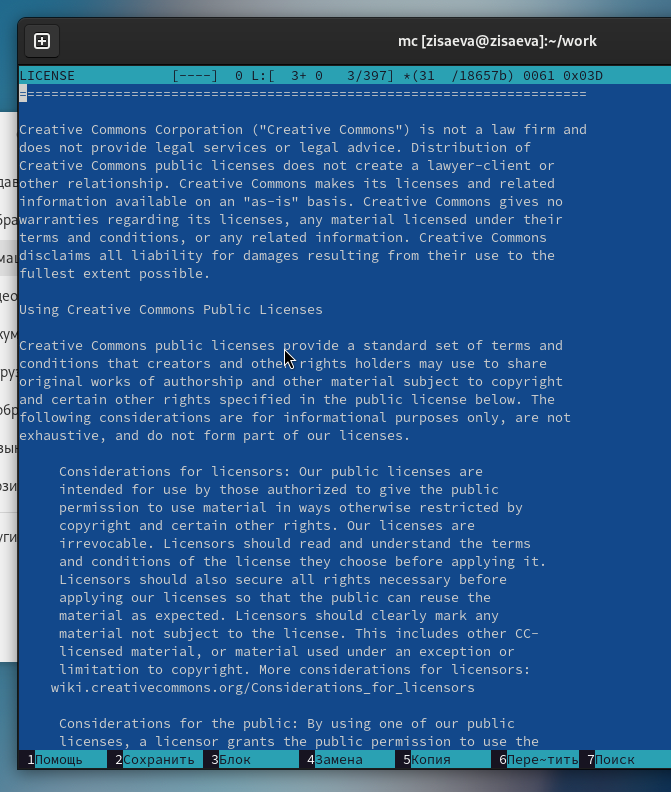 mc [zisaeva@zisaeva]:~/work
LICENSE [----] 0 L:[ 3+ 0 3/397] *(31 /18657b) 0061 0x03D
=======================================================================
Creative Commons Corporation ("Creative Commons") is not a law firm and
does not provide legal services or legal advice. Distribution of
Creative Commons public licenses does not create a lawyer-client or
other relationship. Creative Commons makes its licenses and related
information available on an "as-is" basis. Creative Commons gives no
warranties regarding its licenses, any material licensed under their
terms and conditions, or any related information. Creative Commons
disclaims all liability for damages resulting from their use to the
fullest extent possible.
Using Creative Commons Public Licenses
Creative Commons public licenses provide a standard set of terms and
conditions that creators and other rights holders may use to share
original works of authorship and other material subject to copyright
and certain other rights specified in the public license below. The
following considerations are for informational purposes only, are not
exhaustive, and do not form part of our licenses.
Considerations for licensors: Our public licenses are
intended for use by those authorized to give the public
permission to use material in ways otherwise restricted by
copyright and certain other rights. Our licenses are
irrevocable. Licensors should read and understand the terms
and conditions of the license they choose before applying it.
Licensors should also secure all rights necessary before
applying our licenses so that the public can reuse the
material as expected. Licensors should clearly mark any
material not subject to the license. This includes other CC-
licensed material, or material used under an exception or
limitation to copyright. More considerations for licensors:
wiki.creativecommons.org/Considerations_for_licensors
Considerations for the public: By using one of our public
licenses, a licensor grants the public permission to use the
1Помощь 2Сохранить 3Блок 4Замена 5Копия 6Пере~тить 7Поиск